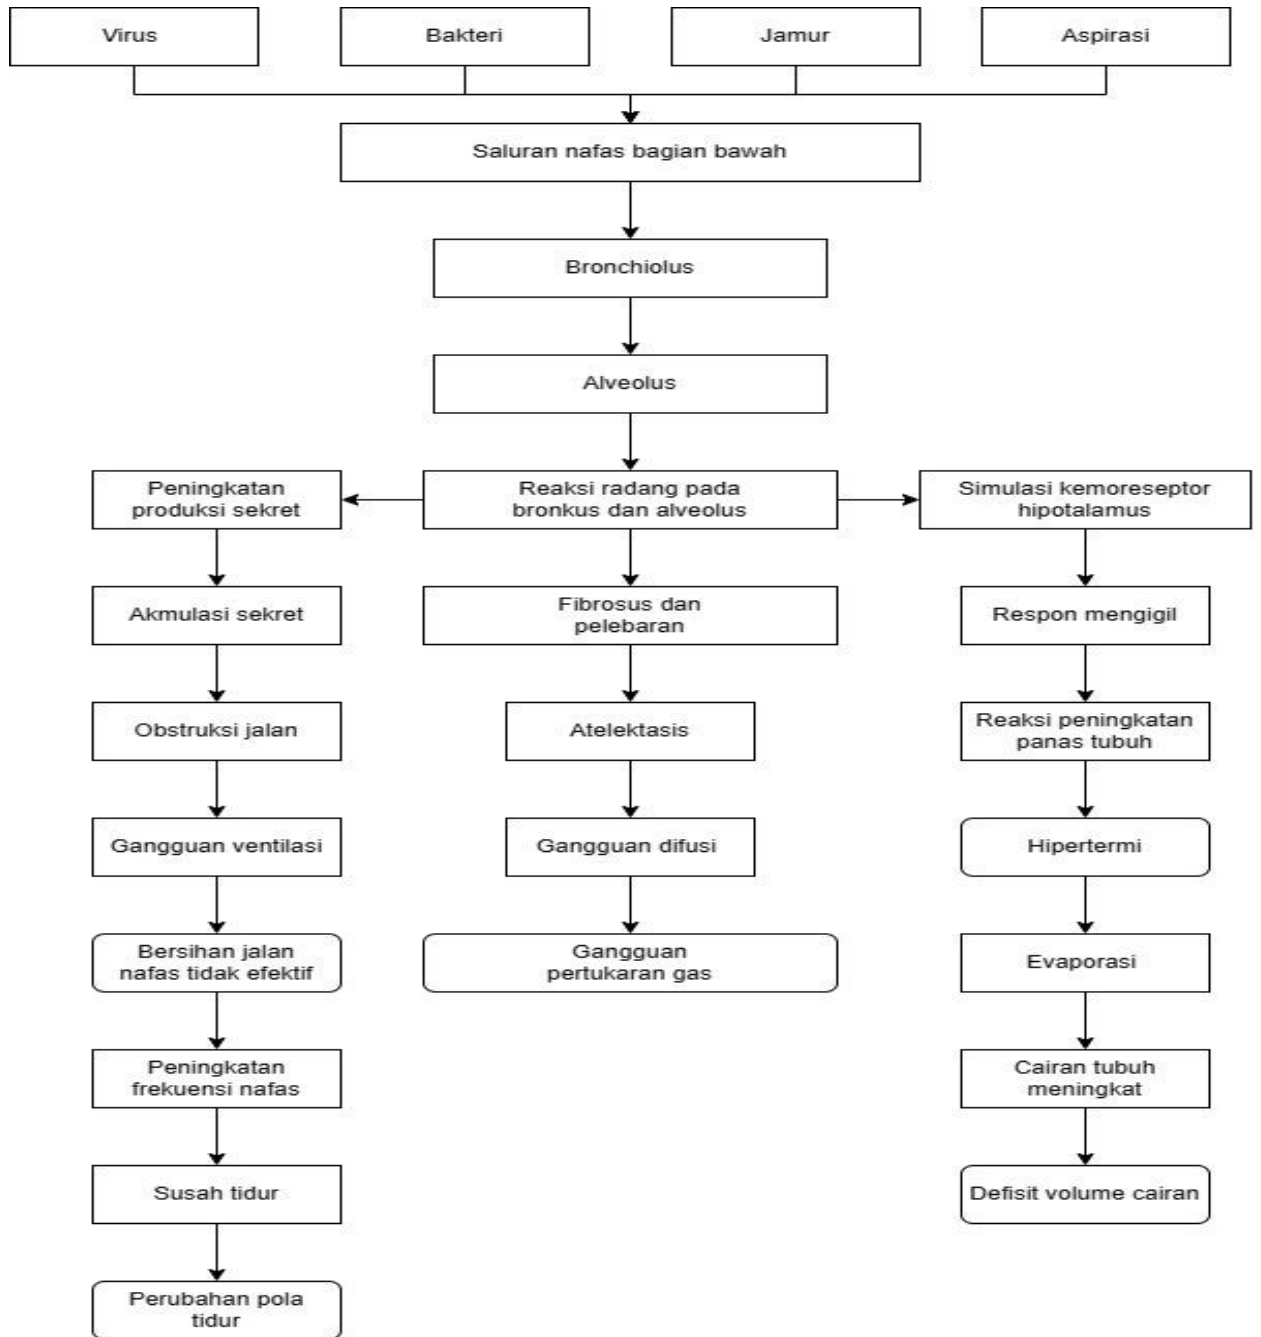 Virus
Bakteri
Jamur
Aspirasi
Saluran nafas bagian bawah
Bronchiolus
Alveolus
Peningkatan
produksi sekret
Reaksi radang pada
bronkus dan alveolus
Simulasi kemoreseptor
hipotalamus
Akmulasi sekret
Fibrosus dan
pelebaran
Respon mengigil
Obstruksi jalan
Atelektasis
Reaksi peningkatan
panas tubuh
Gangguan ventilasi
Gangguan difusi
Hipertermi
Bersihan jalan
nafas tidak efektif
Gangguan
pertukaran gas
Evaporasi
Peningkatan
frekuensi nafas
Cairan tubuh
meningkat
Susah tidur
Defisit volume cairan
Perubahan pola
tidur